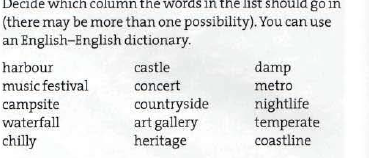 Decide which column the words in the list should go in
(there may be more than one possibility). You can use
an English–English dictionary.
harbour castle damp
music festival concert metro
campsite countryside nightlife
waterfall art gallery temperate
chilly heritage coastline